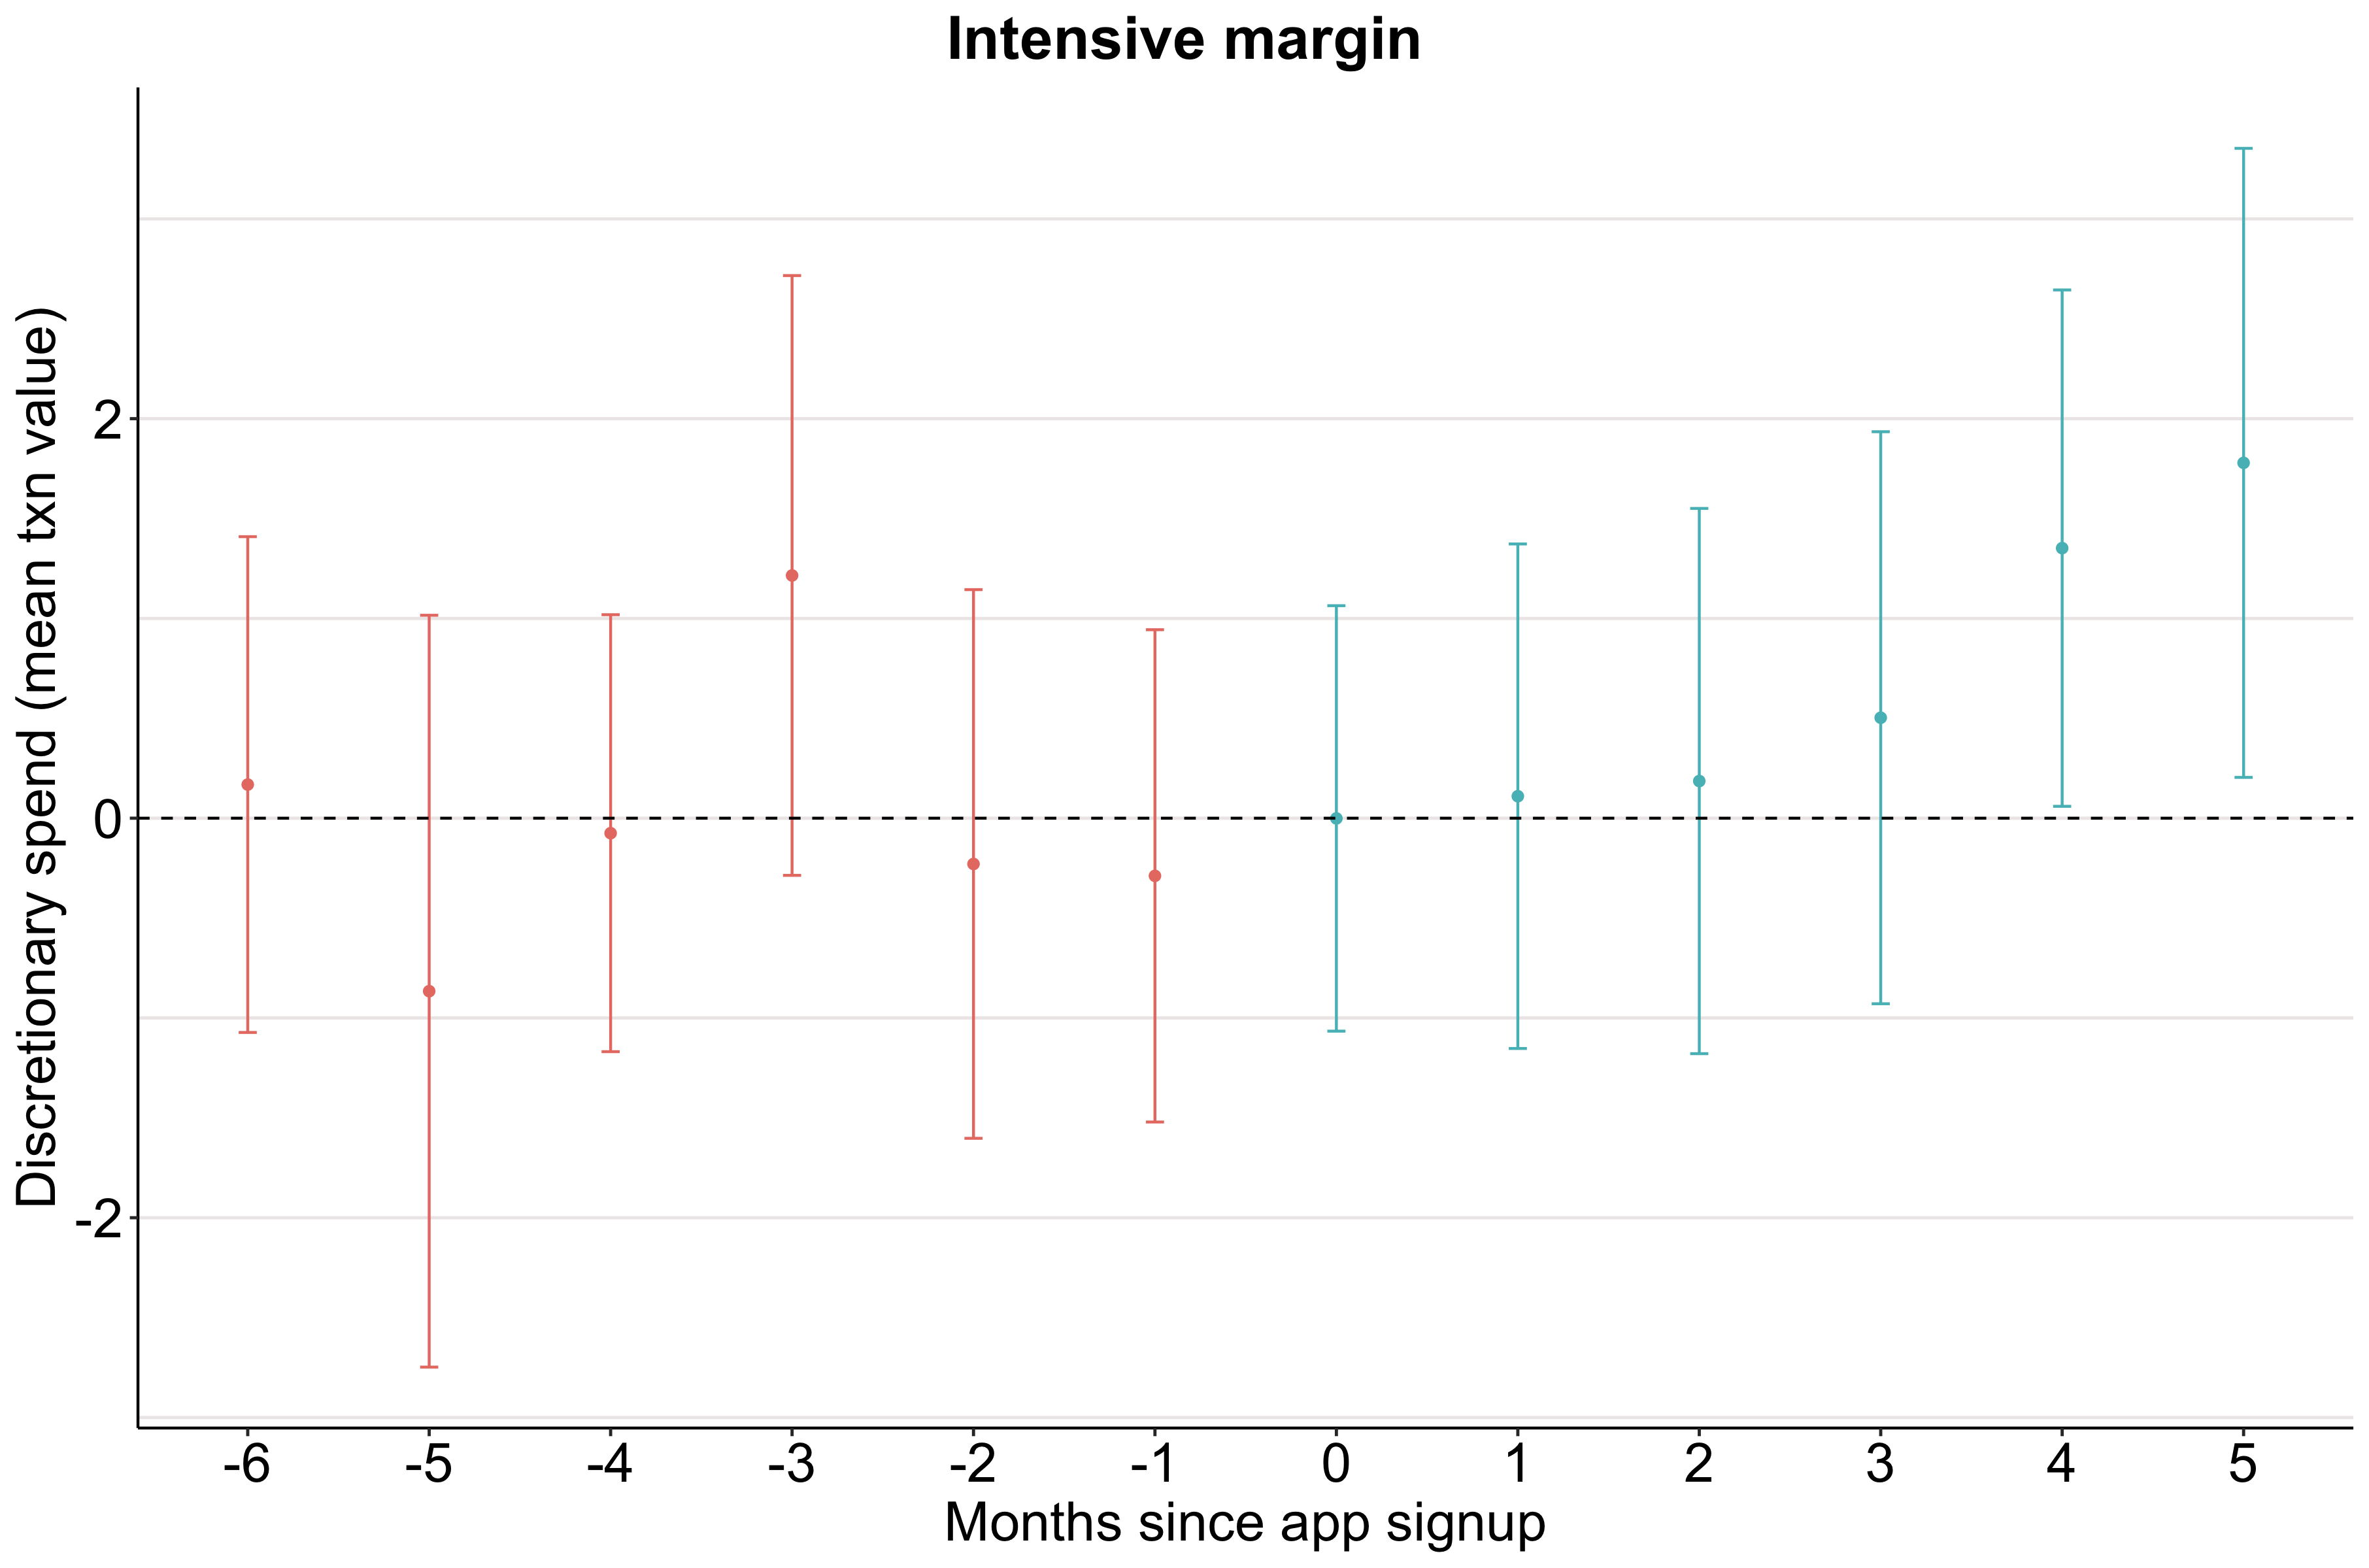 Intensive margin
Discretionary spend (mean txn value)
2
0
-2
-6 -5 -4 -3 -2 -1 0 1 2 3 4 5
Months since app signup